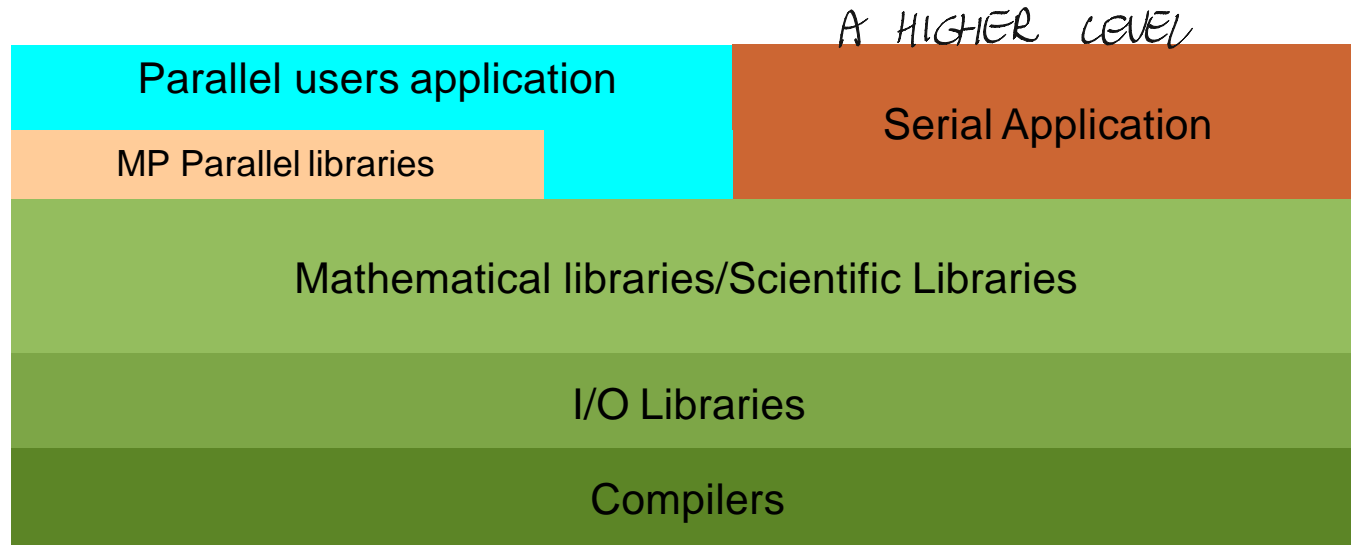 A HIGHER LEVEL
Parallel users application
Serial Application
MP Parallel libraries
Mathematical libraries/Scientific Libraries
I/O Libraries
Compilers